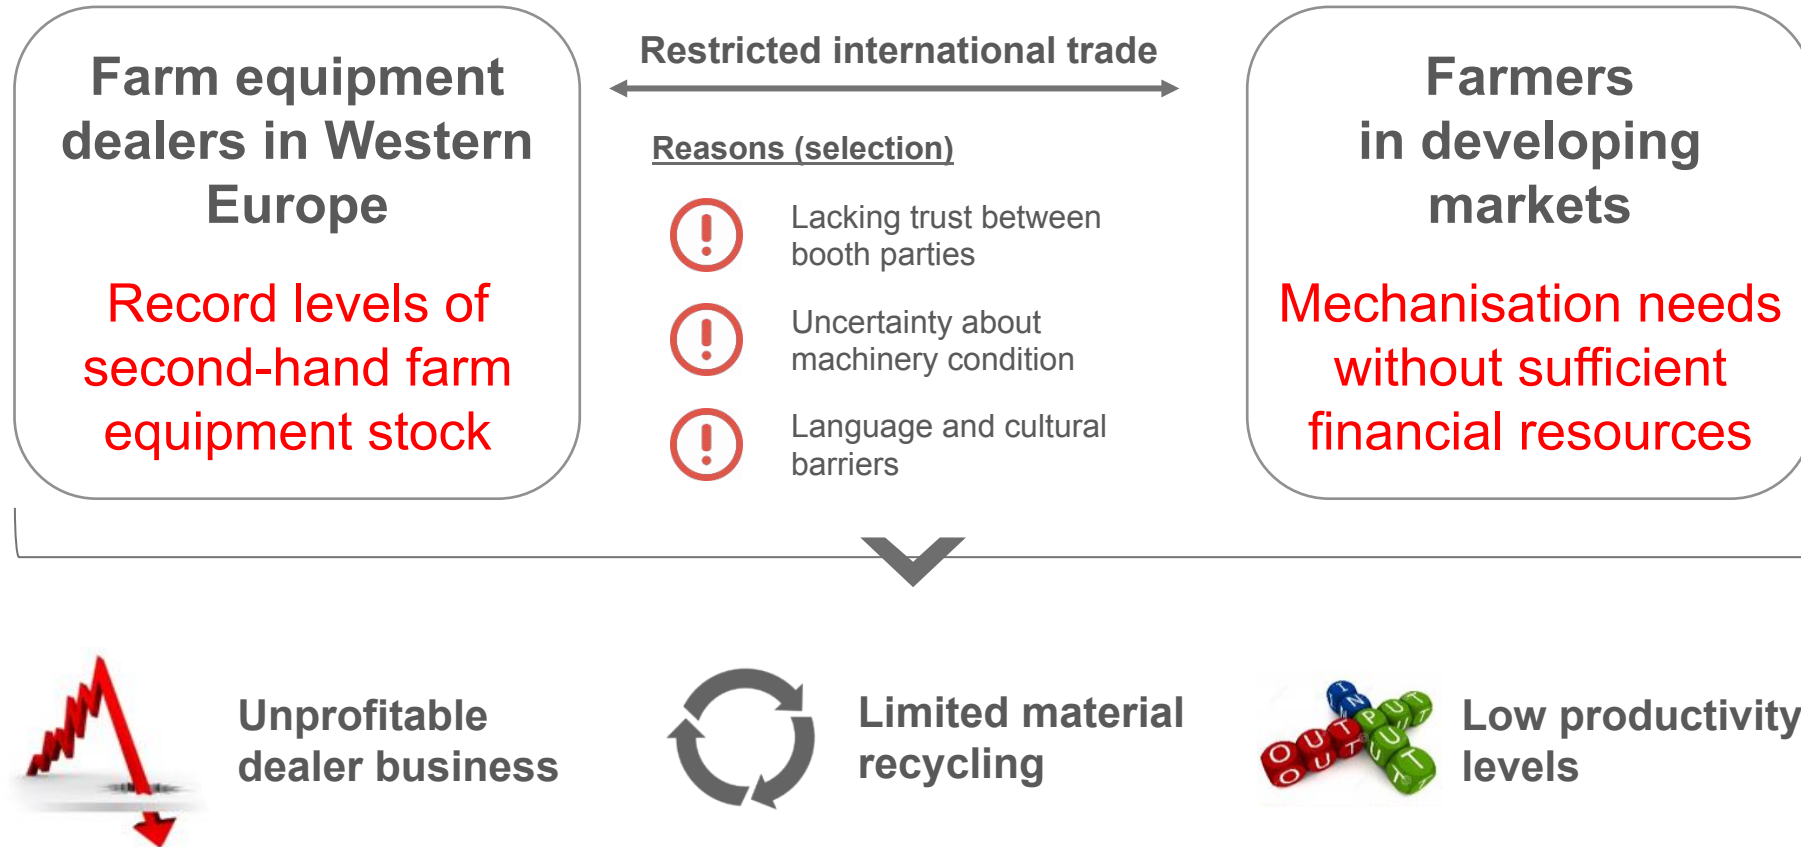 Farm equipment
dealers in Western
Europe
Record levels of
second-hand farm
equipment stock
Restricted international trade
Reasons (selection)
Lacking trust between
booth parties
Uncertainty about
machinery condition
Language and cultural
barriers
Farmers
in developing
markets
Mechanisation needs
without sufficient
financial resources
Unprofitable
dealer business
Limited material
recycling
INPUT
OUTPUT
Low productivity
levels